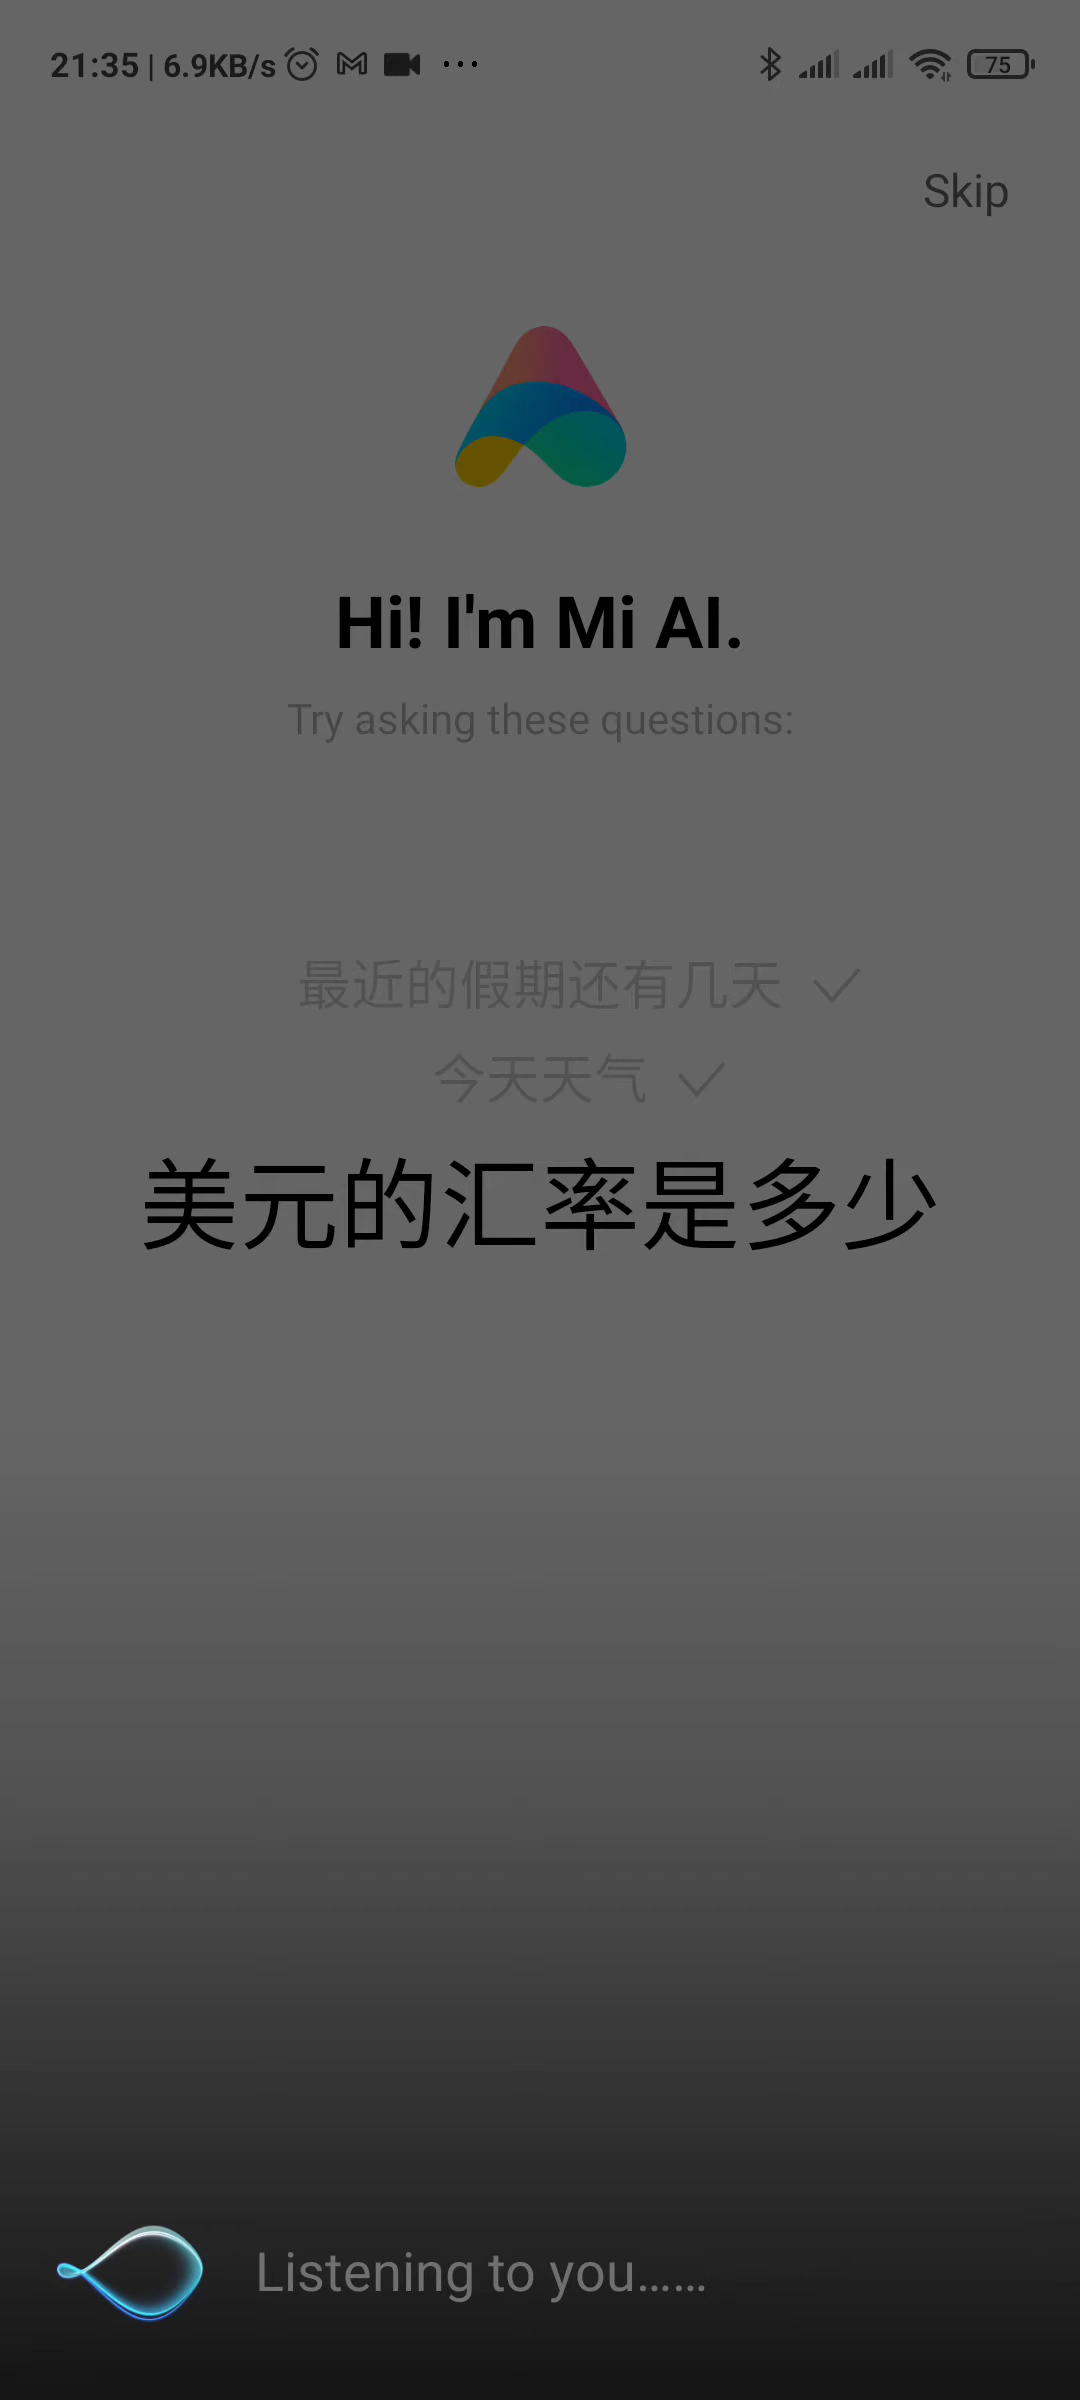 21:35 | 6.9KB/s ... 75
Skip
Hi! I'm Mi AI.
Try asking these questions:
最近的假期还有几天
今天天气
美元的汇率是多少
Listening to you......